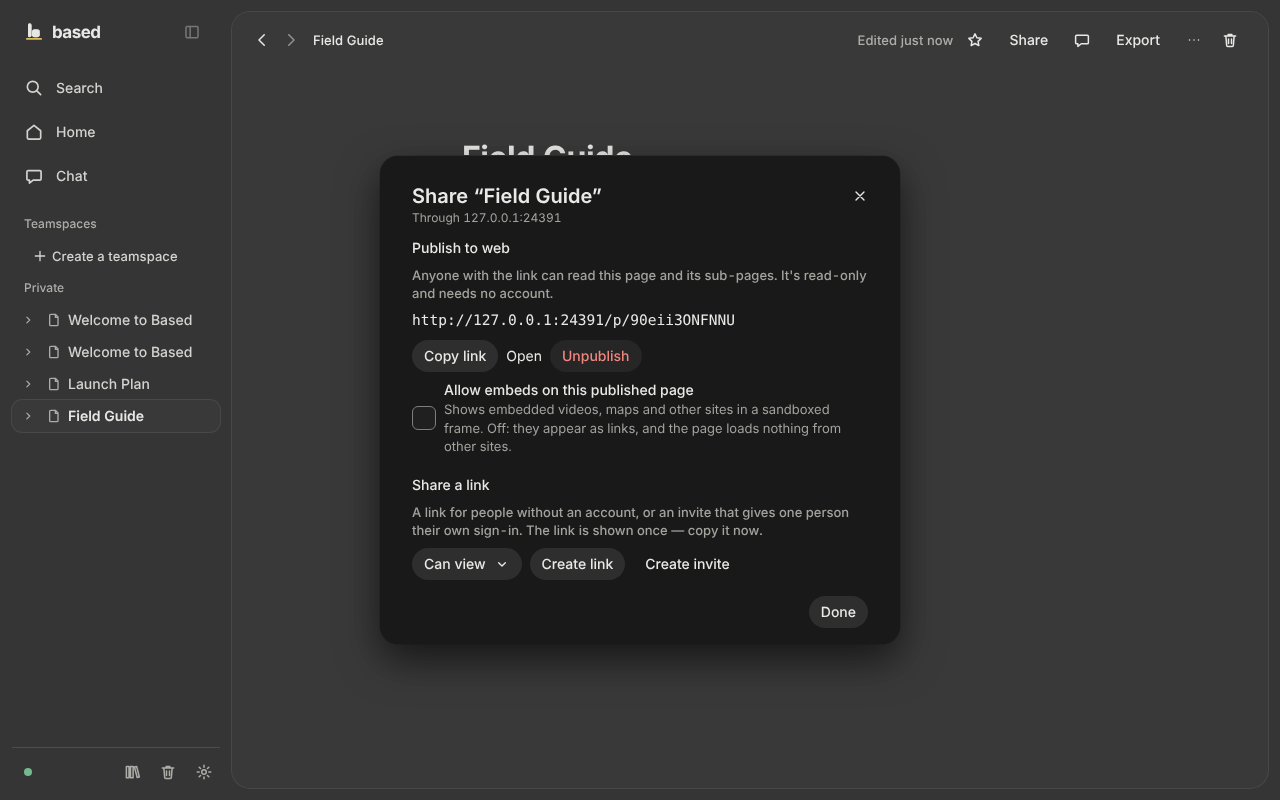 based
Search
Home
Chat
Teamspaces
Create a teamspace
Private
Welcome to Based
Welcome to Based
Launch Plan
Field Guide
Field Guide
Edited just now
Share
Export
Field Guide
Share “Field Guide”
Through 127.0.0.1:24391
Publish to web
Anyone with the link can read this page and its sub-pages. It's read-only
and needs no account.
http://127.0.0.1:24391/p/90eii3ONFNNU
Copy link
Open
Unpublish
Allow embeds on this published page
Shows embedded videos, maps and other sites in a sandboxed
frame. Off: they appear as links, and the page loads nothing from
other sites.
Share a link
A link for people without an account, or an invite that gives one person
their own sign-in. The link is shown once — copy it now.
Can view
Create link
Create invite
Done